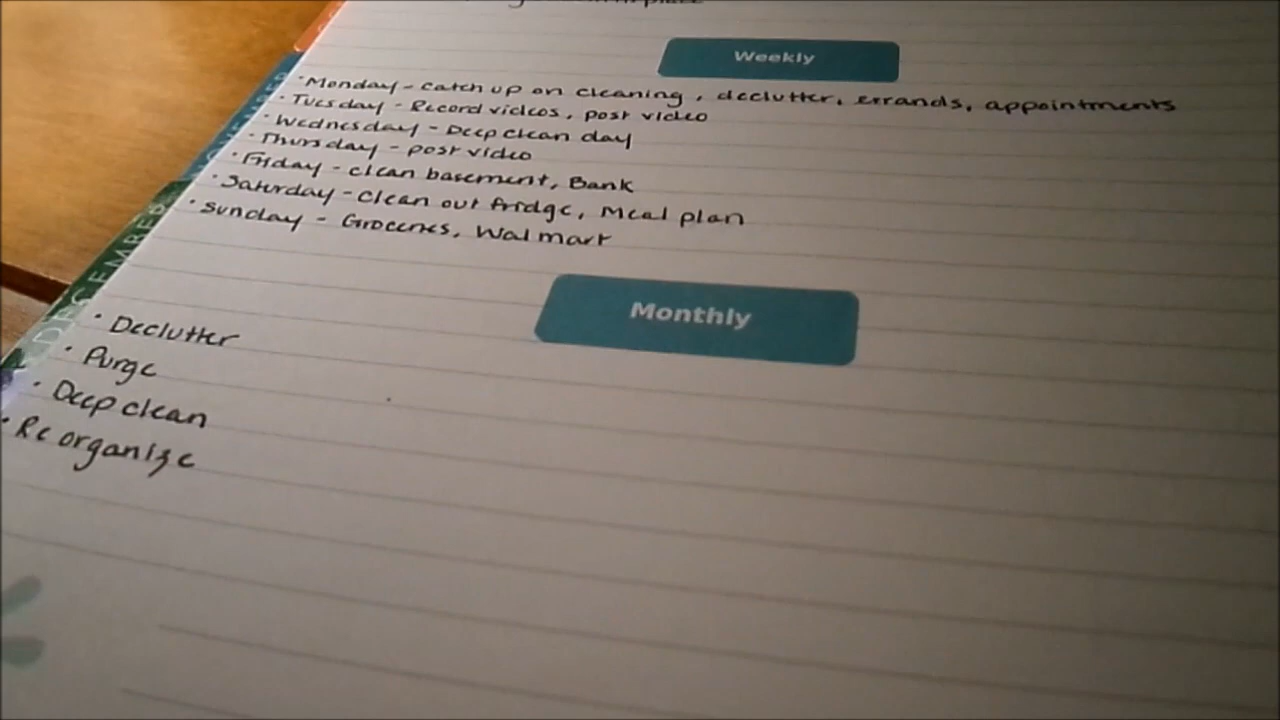 place
Weekly
· Monday - catch up on cleaning, declutter, errands, appointments
· Tuesday - Record videos, post video
· Wednesday - Deep clean day
· Thursday - post video
· Friday - clean basement, Bank
· Saturday - clean out fridge, Meal plan
· Sunday - Groceries, Walmart
Monthly
· Declutter
· Purge
· Deep clean
· Re organize
DECEMBER